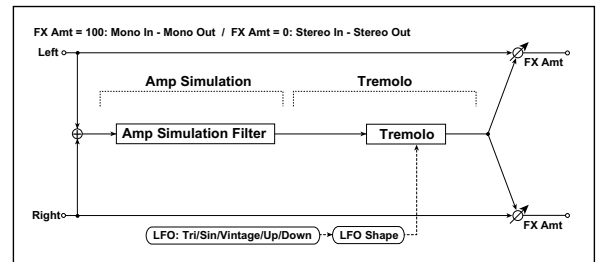 FX Amt = 100: Mono In - Mono Out / FX Amt = 0: Stereo In - Stereo Out
Left
FX Amt
Amp Simulation
Tremolo
Amp Simulation Filter
Tremolo
Right
FX Amt
LFO: Tri/Sin/Vintage/Up/Down
LFO Shape